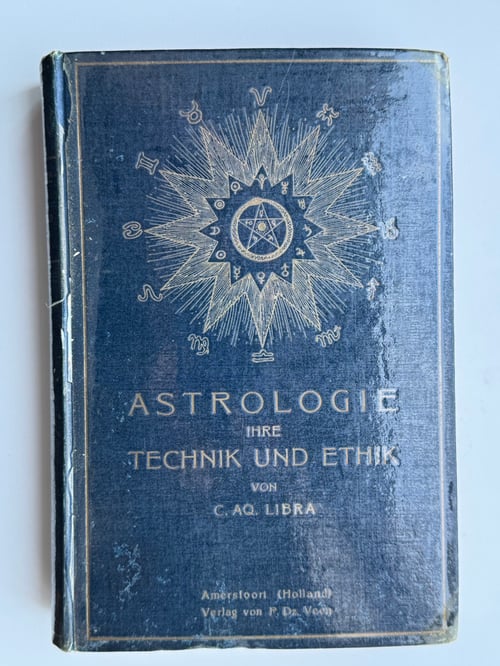 ASTROLOGIE
IHRE
TECHNIK UND ETHIK
VON
C. AQ. LIBRA
Amersfoort (Holland)
Verlag von P. Dz. Veen